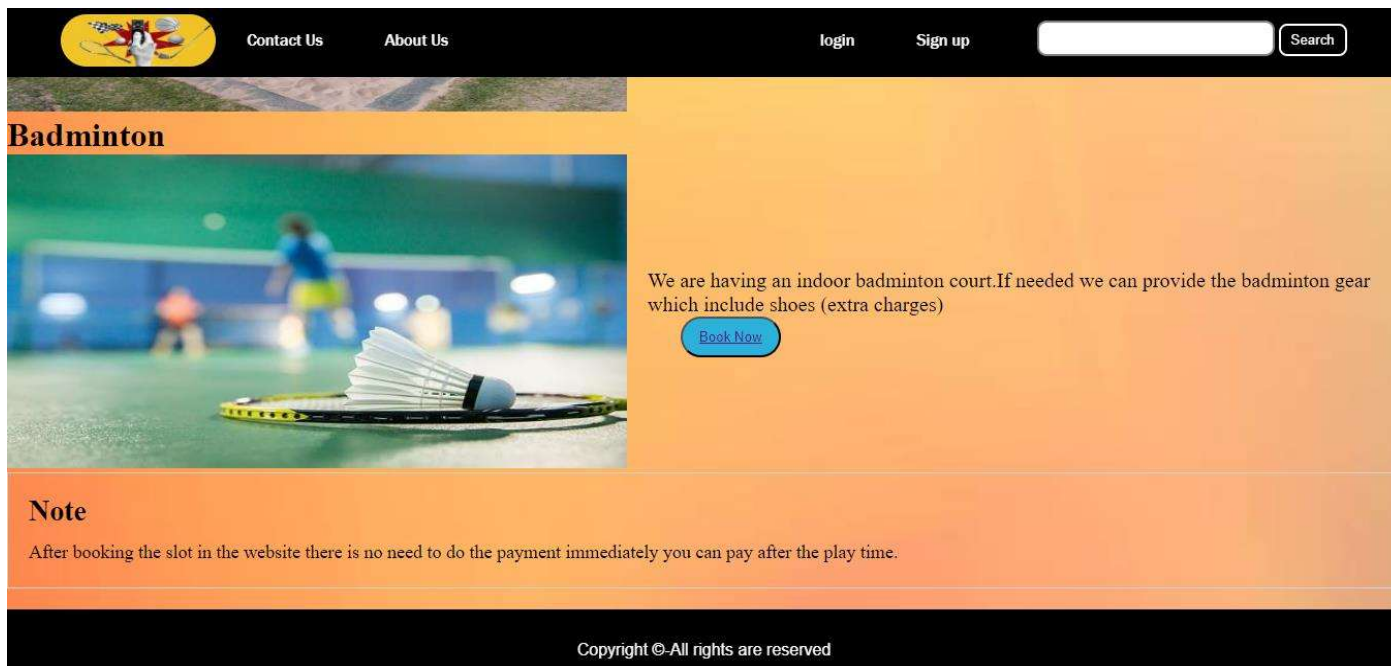 Contact Us About Us login Sign up Search
Badminton
We are having an indoor badminton court.If needed we can provide the badminton gear
which include shoes (extra charges)
Book Now
Note
After booking the slot in the website there is no need to do the payment immediately you can pay after the play time.
Copyright ©-All rights are reserved